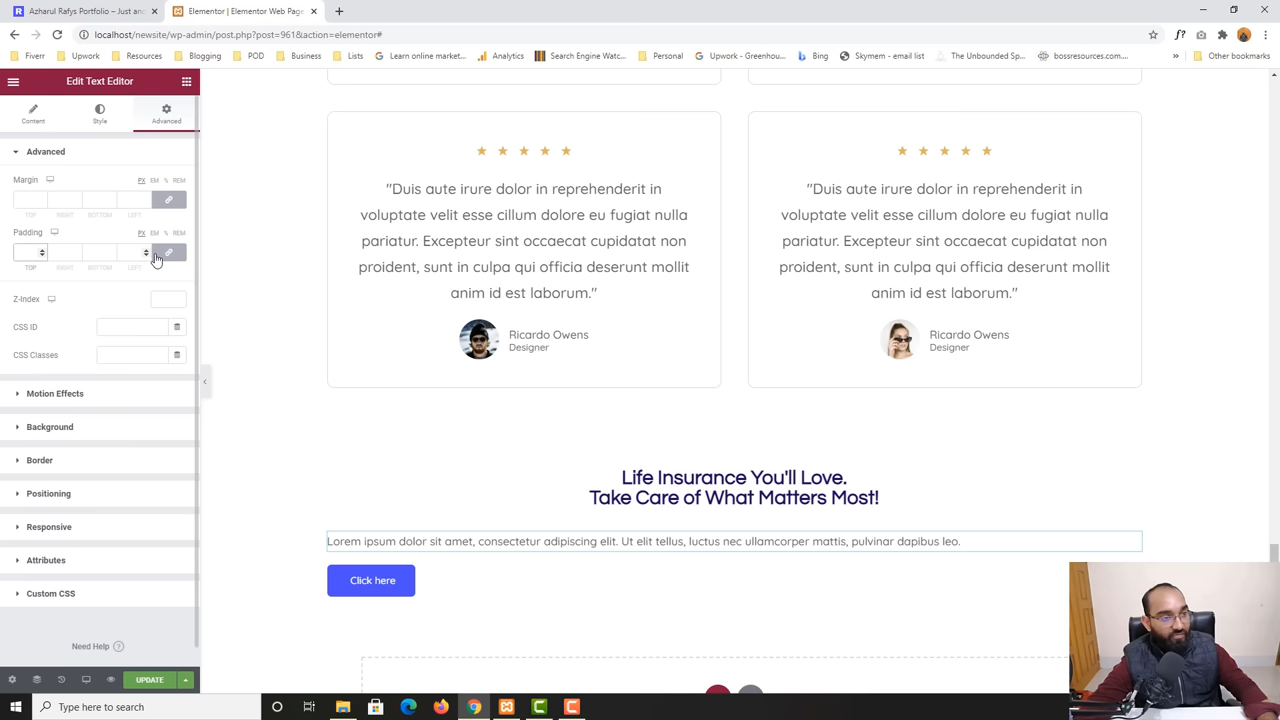 Azharul Rafys Portfolio – Just and
Elementor | Elementor Web Page
localhost/newsite/wp-admin/post.php?post=961&action=elementor#
Fiverr
Upwork
Resources
Blogging
POD
Business
Lists
Learn online market...
Analytics
Search Engine Watc...
Personal
Upwork - Greenhou...
Bing
Skymem - email list
The Unbounded Sp...
bossresources.com...
»
Other bookmarks
Edit Text Editor
Content
Style
Advanced
Advanced
Margin
PX EM % REM
TOP RIGHT BOTTOM LEFT
Padding
PX EM % REM
TOP RIGHT BOTTOM LEFT
Z-Index
CSS ID
CSS Classes
Motion Effects
Background
Border
Positioning
Responsive
Attributes
Custom CSS
Need Help ?
UPDATE
"Duis aute irure dolor in reprehenderit in
voluptate velit esse cillum dolore eu fugiat nulla
pariatur. Excepteur sint occaecat cupidatat non
proident, sunt in culpa qui officia deserunt mollit
anim id est laborum."
Ricardo Owens
Designer
"Duis aute irure dolor in reprehenderit in
voluptate velit esse cillum dolore eu fugiat nulla
pariatur. Excepteur sint occaecat cupidatat non
proident, sunt in culpa qui officia deserunt mollit
anim id est laborum."
Ricardo Owens
Designer
Life Insurance You'll Love.
Take Care of What Matters Most!
Lorem ipsum dolor sit amet, consectetur adipiscing elit. Ut elit tellus, luctus nec ullamcorper mattis, pulvinar dapibus leo.
Click here
Type here to search